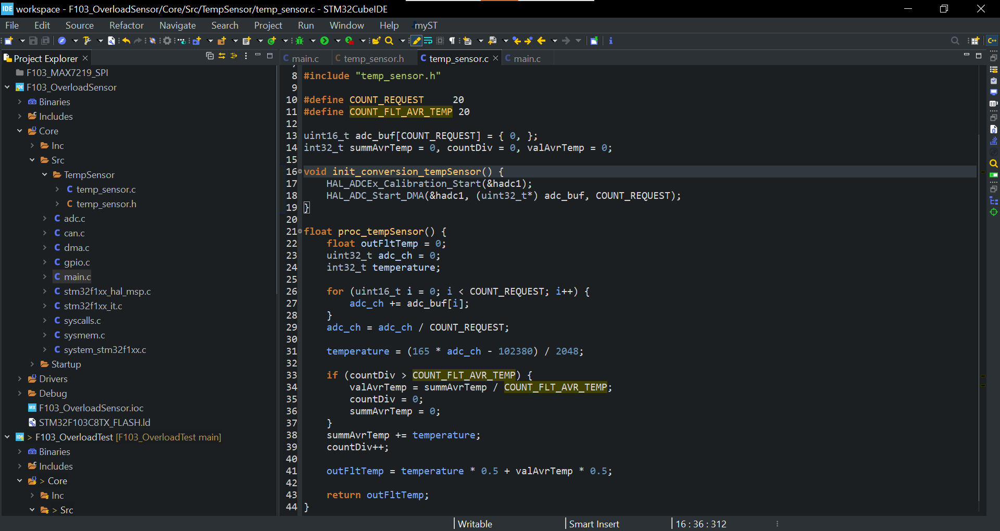 IDE workspace - F103_OverloadSensor/Core/Src/TempSensor/temp_sensor.c - STM32CubeIDE
File Edit Source Refactor Navigate Search Project Run Window Help myST
Project Explorer
main.c temp_sensor.h temp_sensor.c main.c
F103_MAX7219_SPI
F103_OverloadSensor
Binaries
Includes
Core
Inc
Src
TempSensor
temp_sensor.c
temp_sensor.h
adc.c
can.c
dma.c
gpio.c
main.c
stm32f1xx_hal_msp.c
stm32f1xx_it.c
syscalls.c
sysmem.c
system_stm32f1xx.c
Startup
Drivers
Debug
MX F103_OverloadSensor.ioc
STM32F103C8TX_FLASH.ld
IDE > F103_OverloadTest [F103_OverloadTest main]
Binaries
Includes
> Core
Inc
> Src
8 #include "temp_sensor.h"
9
10 #define COUNT_REQUEST     20
11 #define COUNT_FLT_AVR_TEMP 20
12
13 uint16_t adc_buf[COUNT_REQUEST] = { 0, };
14 int32_t summAvrTemp = 0, countDiv = 0, valAvrTemp = 0;
15
16 void init_conversion_tempSensor() {
17     HAL_ADCEx_Calibration_Start(&hadc1);
18     HAL_ADC_Start_DMA(&hadc1, (uint32_t*) adc_buf, COUNT_REQUEST);
19 }
20
21 float proc_tempSensor() {
22     float outFltTemp = 0;
23     uint32_t adc_ch = 0;
24     int32_t temperature;
25
26     for (uint16_t i = 0; i < COUNT_REQUEST; i++) {
27         adc_ch += adc_buf[i];
28     }
29     adc_ch = adc_ch / COUNT_REQUEST;
30
31     temperature = (165 * adc_ch - 102380) / 2048;
32
33     if (countDiv > COUNT_FLT_AVR_TEMP) {
34         valAvrTemp = summAvrTemp / COUNT_FLT_AVR_TEMP;
35         countDiv = 0;
36         summAvrTemp = 0;
37     }
38     summAvrTemp += temperature;
39     countDiv++;
40
41     outFltTemp = temperature * 0.5 + valAvrTemp * 0.5;
42
43     return outFltTemp;
44 }
Writable Smart Insert 16 : 36 : 312